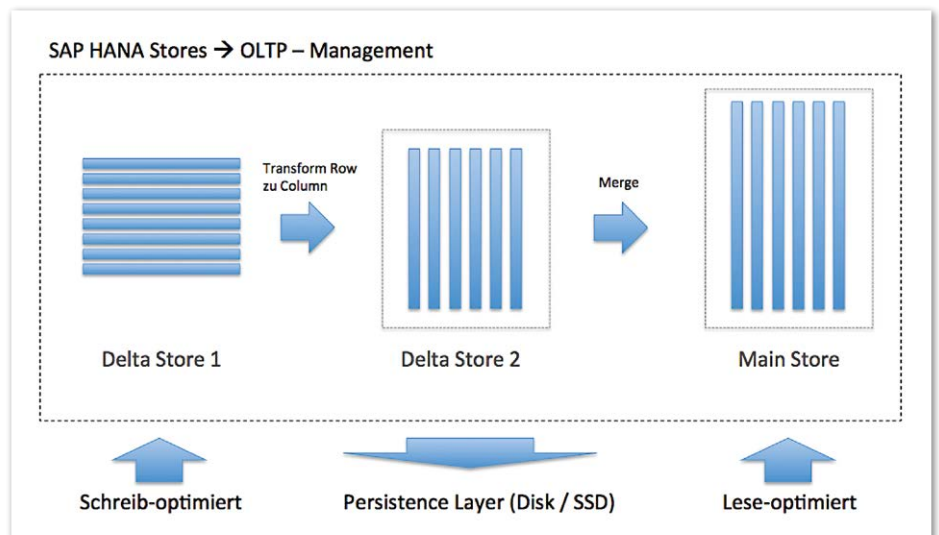 SAP HANA Stores → OLTP – Management
Transform Row
zu Column
Merge
Delta Store 1
Delta Store 2
Main Store
Schreib-optimiert
Persistence Layer (Disk / SSD)
Lese-optimiert